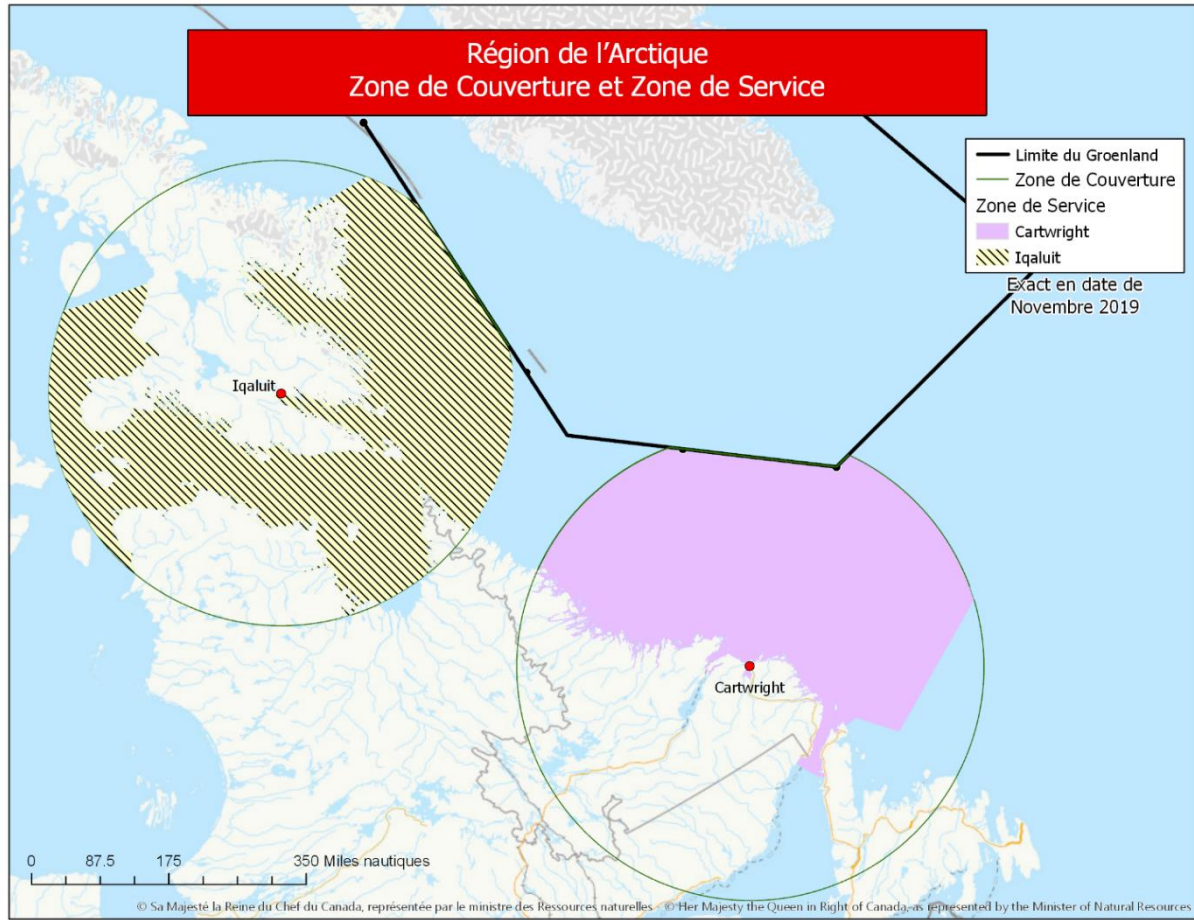 Région de l'Arctique
Zone de Couverture et Zone de Service
Limite du Groenland
Zone de Couverture
Zone de Service
Cartwright
Iqaluit
Exact en date de
Novembre 2019
Iqaluit
Cartwright
0 87.5 175 350 Miles nautiques
© Sa Majesté la Reine du Chef du Canada, représentée par le ministre des Ressources naturelles - © Her Majesty the Queen in Right of Canada, as represented by the Minister of Natural Resources